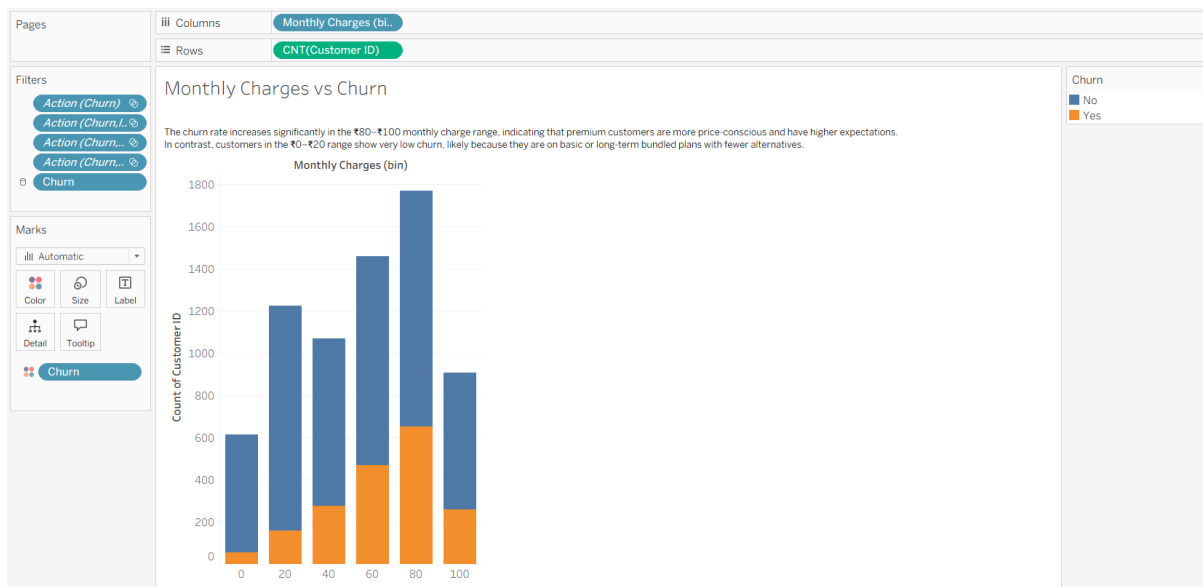 Pages
Columns
Monthly Charges (bi..
Rows
CNT(Customer ID)
Filters
Action (Churn)
Action (Churn,I..
Action (Churn,..
Action (Churn,..
Churn
Marks
Automatic
Color
Size
Label
Detail
Tooltip
Churn
Monthly Charges vs Churn
The churn rate increases significantly in the ₹80–₹100 monthly charge range, indicating that premium customers are more price-conscious and have higher expectations.
In contrast, customers in the ₹0–₹20 range show very low churn, likely because they are on basic or long-term bundled plans with fewer alternatives.
Monthly Charges (bin)
Count of Customer ID
1800
1600
1400
1200
1000
800
600
400
200
0
0 20 40 60 80 100
Churn
No
Yes